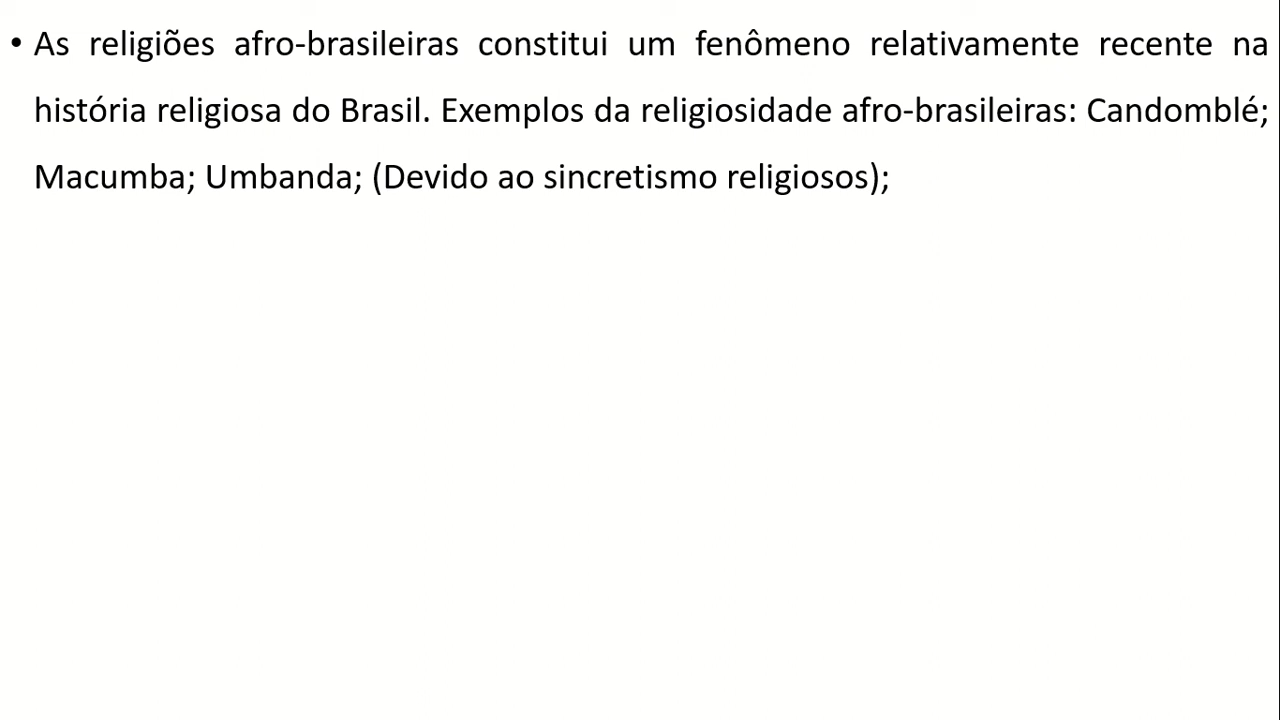 • As religiões afro-brasileiras constitui um fenômeno relativamente recente na
história religiosa do Brasil. Exemplos da religiosidade afro-brasileiras: Candomblé;
Macumba; Umbanda; (Devido ao sincretismo religiosos);